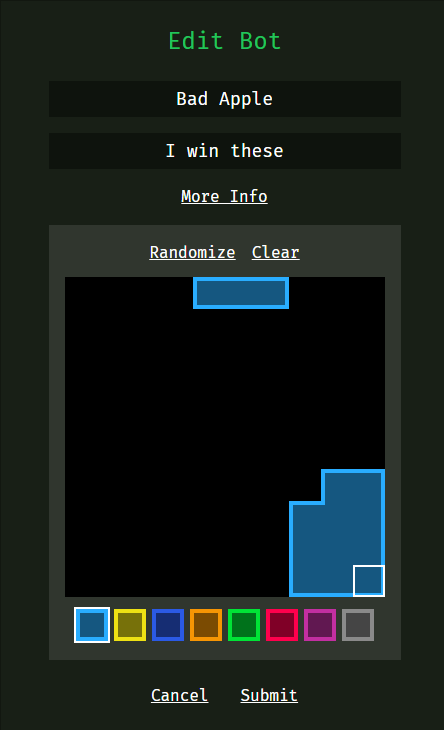 Edit Bot
Bad Apple
I win these
More Info
Randomize Clear
Cancel Submit